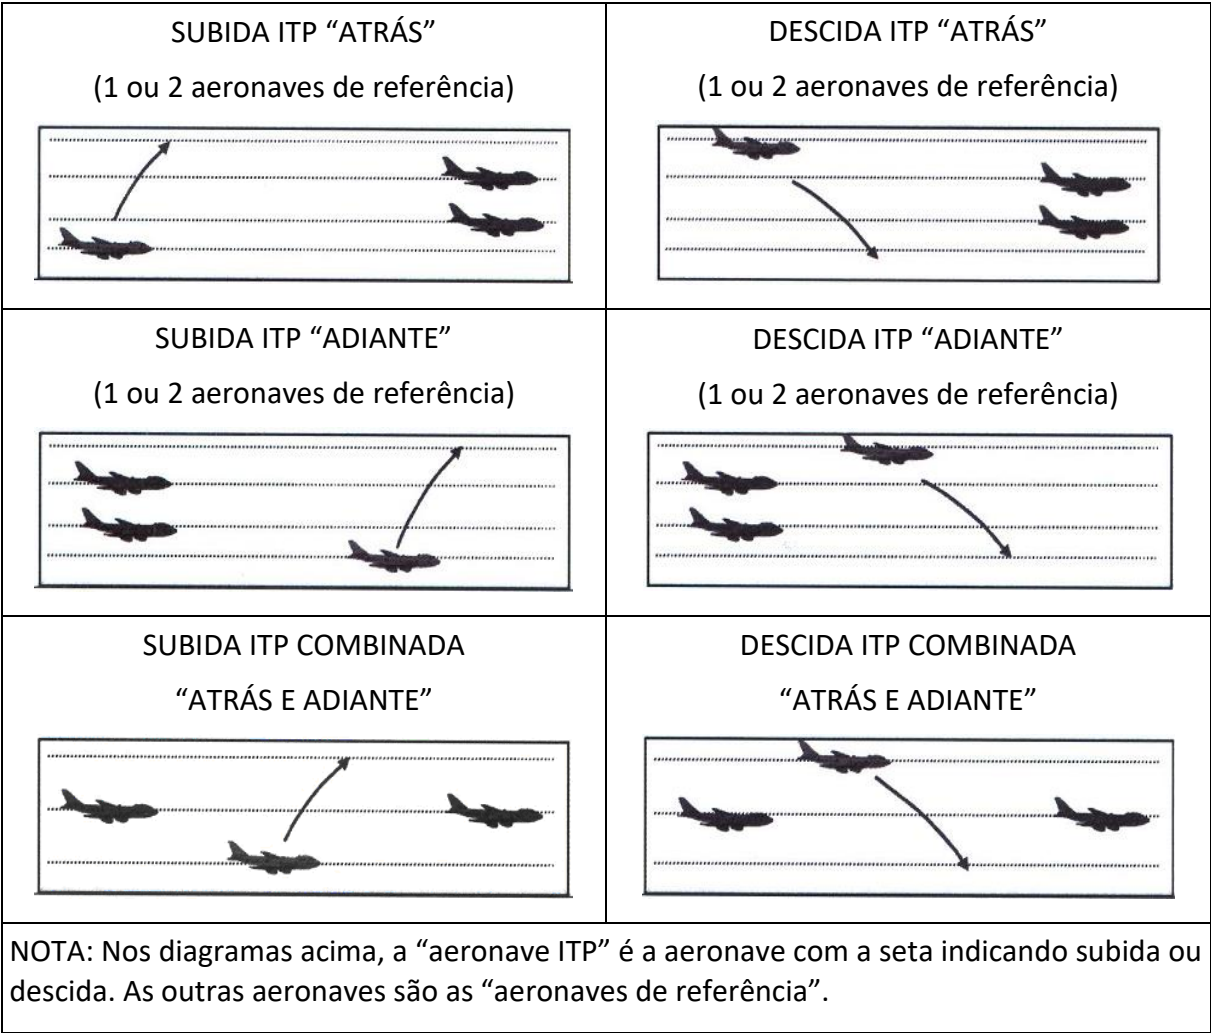 SUBIDA ITP “ATRÁS”
(1 ou 2 aeronaves de referência)
DESCIDA ITP “ATRÁS”
(1 ou 2 aeronaves de referência)
SUBIDA ITP “ADIANTE”
(1 ou 2 aeronaves de referência)
DESCIDA ITP “ADIANTE”
(1 ou 2 aeronaves de referência)
SUBIDA ITP COMBINADA
“ATRÁS E ADIANTE”
DESCIDA ITP COMBINADA
“ATRÁS E ADIANTE”
NOTA: Nos diagramas acima, a “aeronave ITP” é a aeronave com a seta indicando subida ou
descida. As outras aeronaves são as “aeronaves de referência”.